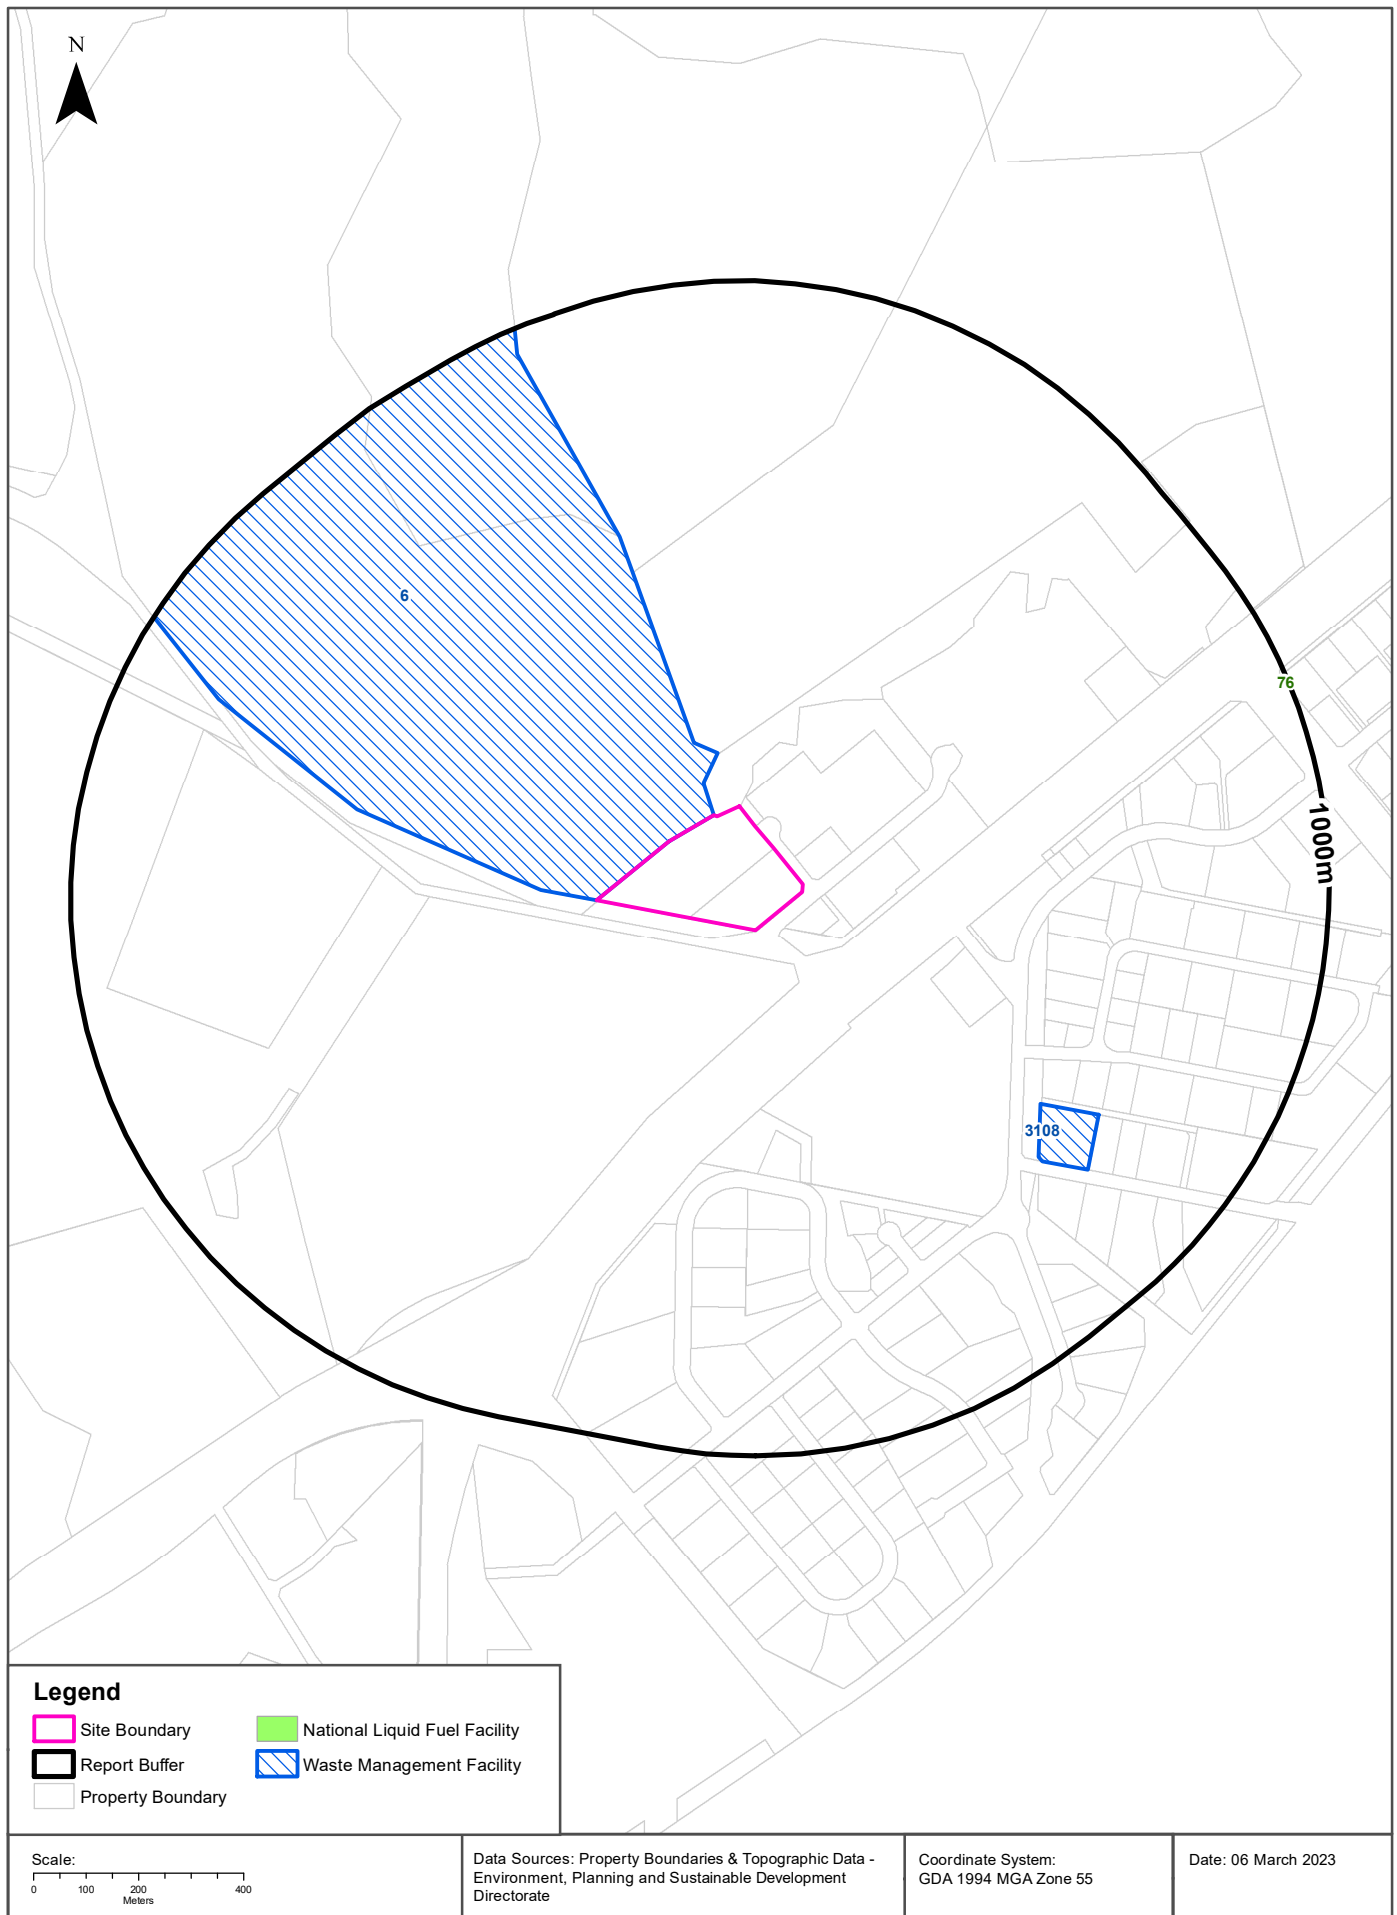 N
6
76
1000m
3108
Legend
Site Boundary
National Liquid Fuel Facility
Report Buffer
Waste Management Facility
Property Boundary
Scale:
0 100 200 400
Meters
Data Sources: Property Boundaries & Topographic Data -
Environment, Planning and Sustainable Development
Directorate
Coordinate System:
GDA 1994 MGA Zone 55
Date: 06 March 2023